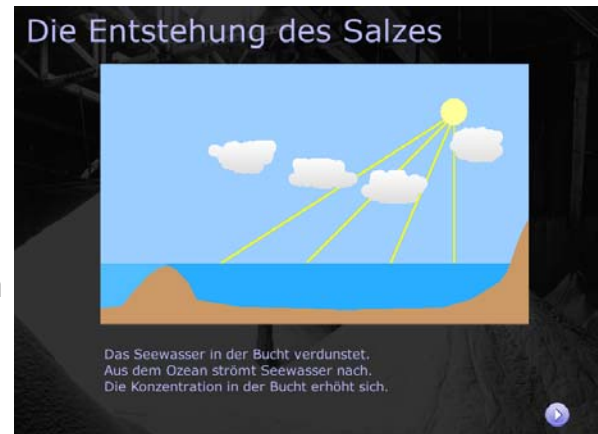 Die Entstehung des Salzes
Das Seewasser in der Bucht verdunstet.
Aus dem Ozean strömt Seewasser nach.
Die Konzentration in der Bucht erhöht sich.